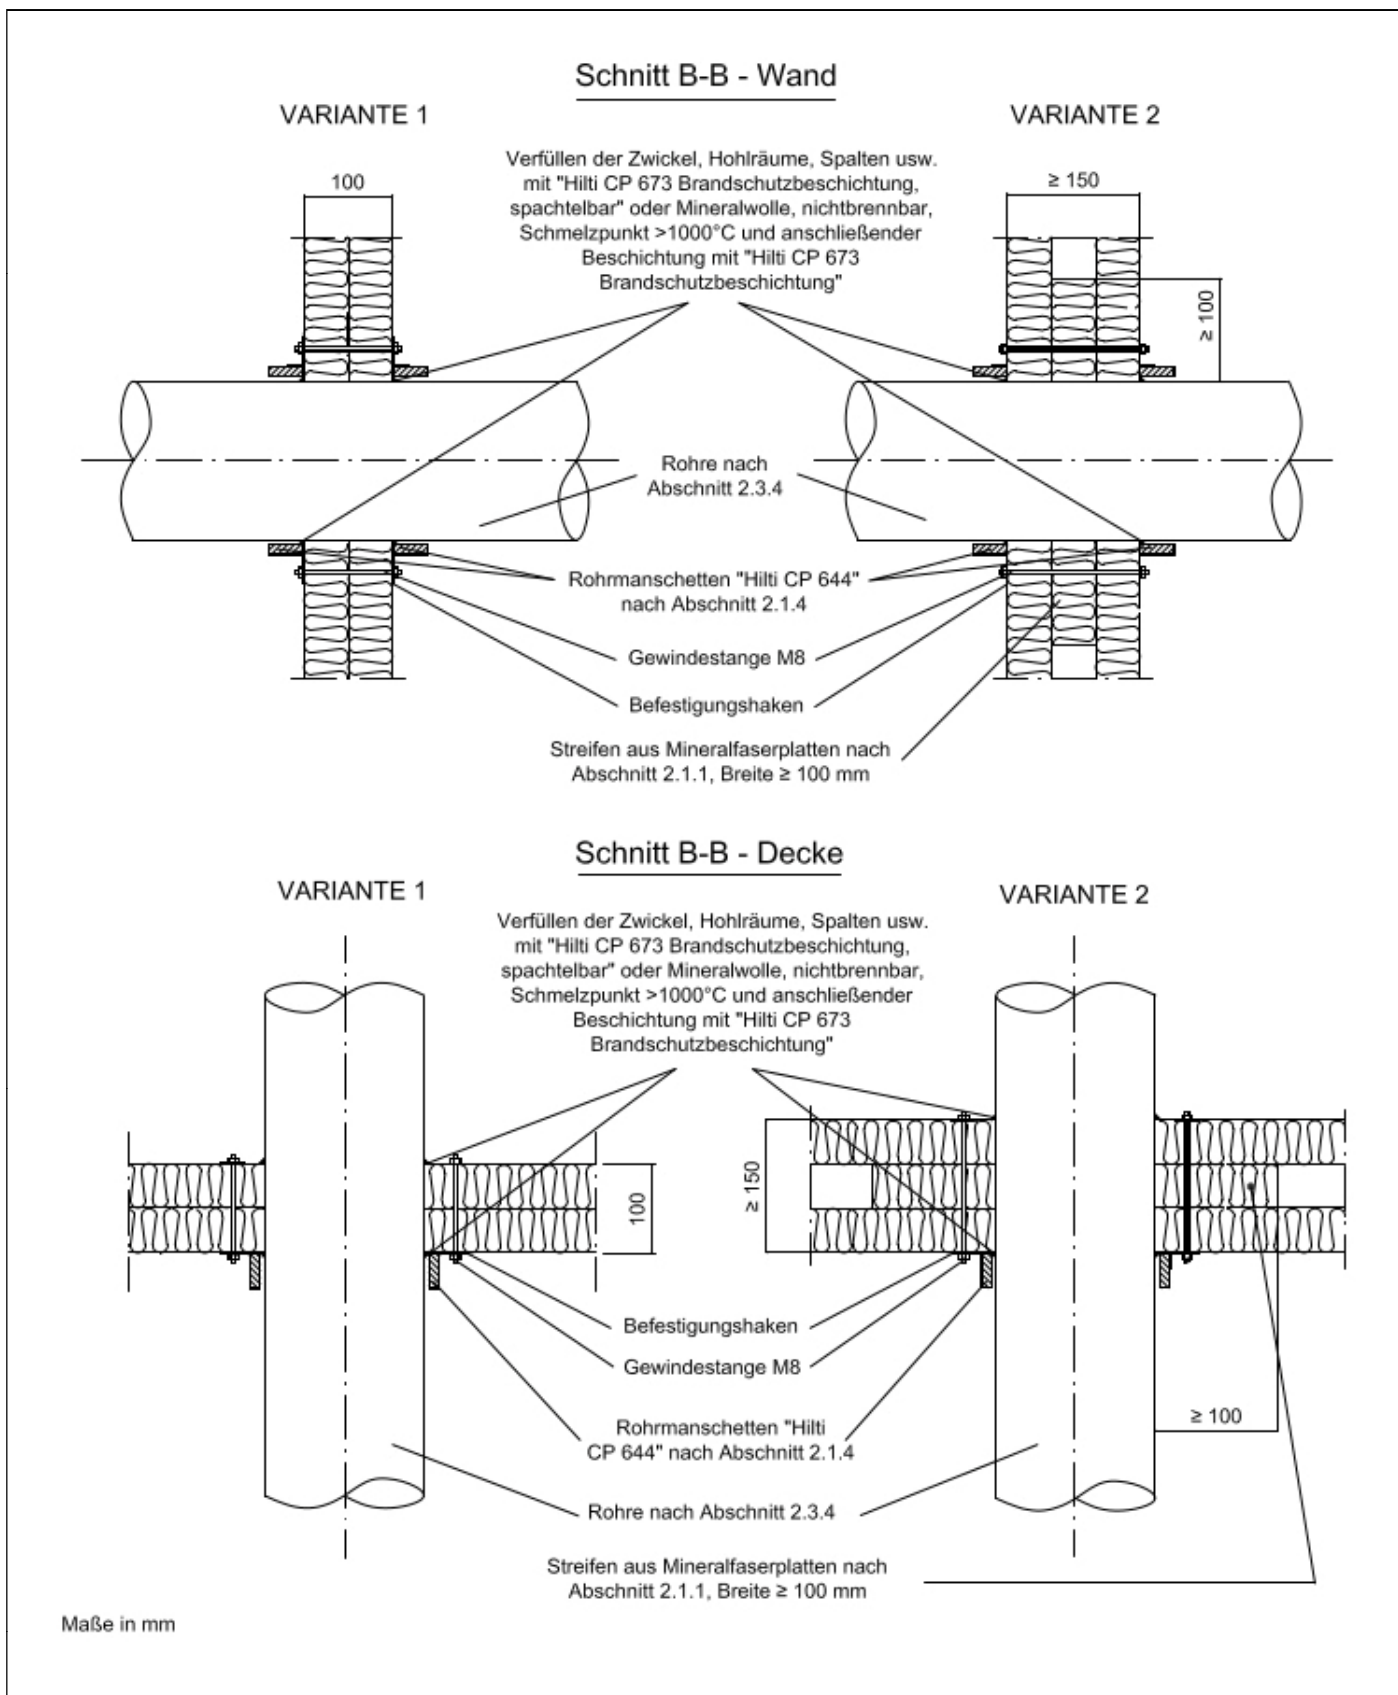 Schnitt B-B - Wand
VARIANTE 1
VARIANTE 2
Verfüllen der Zwickel, Hohlräume, Spalten usw.
mit "Hilti CP 673 Brandschutzbeschichtung,
spachtelbar" oder Mineralwolle, nichtbrennbar,
Schmelzpunkt >1000°C und anschließender
Beschichtung mit "Hilti CP 673
Brandschutzbeschichtung"
100
≥ 150
≥ 100
Rohre nach
Abschnitt 2.3.4
Rohrmanschetten "Hilti CP 644"
nach Abschnitt 2.1.4
Gewindestange M8
Befestigungshaken
Streifen aus Mineralfaserplatten nach
Abschnitt 2.1.1, Breite ≥ 100 mm
Schnitt B-B - Decke
VARIANTE 1
VARIANTE 2
Verfüllen der Zwickel, Hohlräume, Spalten usw.
mit "Hilti CP 673 Brandschutzbeschichtung,
spachtelbar" oder Mineralwolle, nichtbrennbar,
Schmelzpunkt >1000°C und anschließender
Beschichtung mit "Hilti CP 673
Brandschutzbeschichtung"
100
≥ 150
Befestigungshaken
Gewindestange M8
≥ 100
Rohrmanschetten "Hilti
CP 644" nach Abschnitt 2.1.4
Rohre nach Abschnitt 2.3.4
Streifen aus Mineralfaserplatten nach
Abschnitt 2.1.1, Breite ≥ 100 mm
Maße in mm